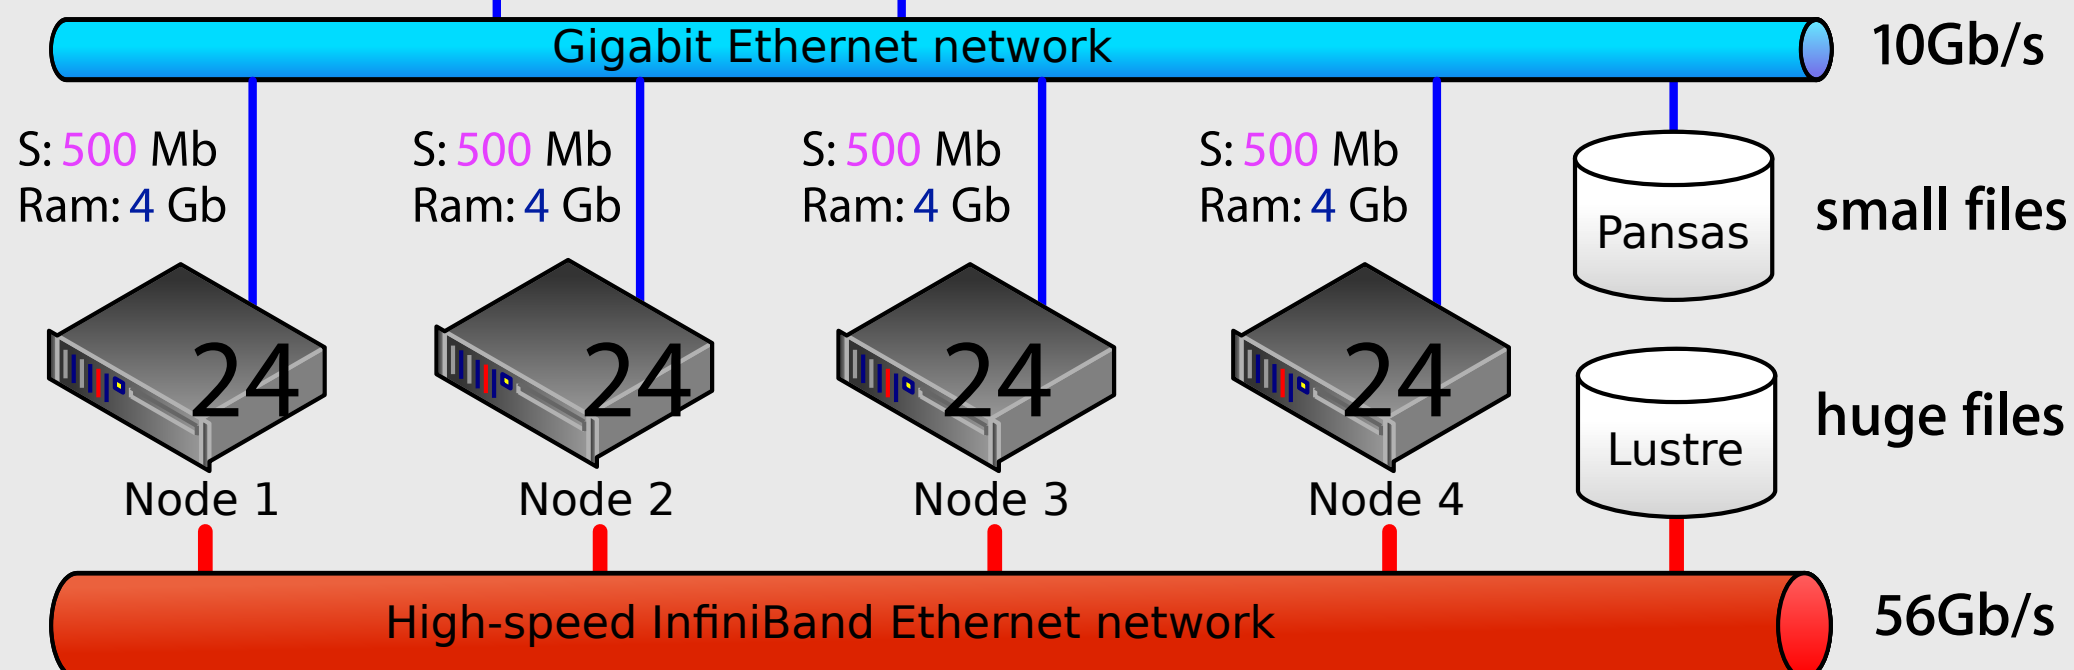 Gigabit Ethernet network
10Gb/s
S: 500 Mb
Ram: 4 Gb
S: 500 Mb
Ram: 4 Gb
S: 500 Mb
Ram: 4 Gb
S: 500 Mb
Ram: 4 Gb
Pansas
small files
24
24
24
24
Lustre
huge files
Node 1
Node 2
Node 3
Node 4
High-speed InfiniBand Ethernet network
56Gb/s